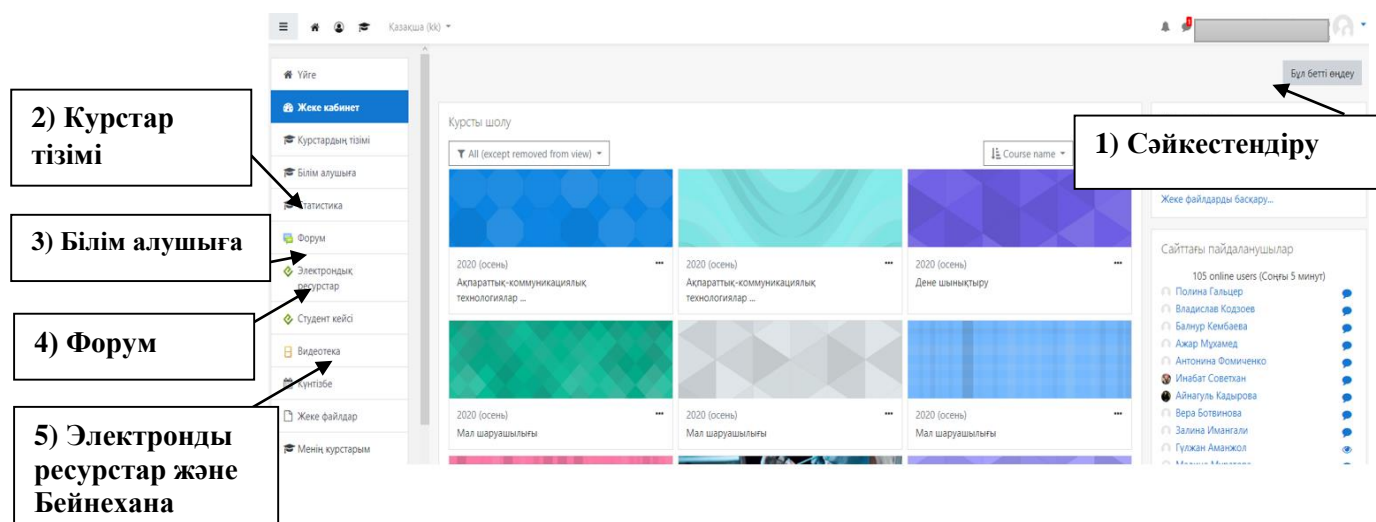 Қазақша (kk)
Үйге
Жеке кабинет
Курстардың тізімі
Білім алушыға
Статистика
Форум
Электрондық
ресурстар
Студент кейсі
Видеотека
Күнтізбе
Жеке файлдар
Менің курстарым
2) Курстар
тізімі
3) Білім алушыға
4) Форум
5) Электронды
ресурстар және
Бейнехана
Бұл бетті өңдеу
1) Сәйкестендіру
Курсты шолу
All (except removed from view)
Course name
2020 (осень)
Ақпараттық-коммуникациялық
технологиялар ...
2020 (осень)
Ақпараттық-коммуникациялық
технологиялар ...
2020 (осень)
Дене шынықтыру
2020 (осень)
Мал шаруашылығы
2020 (осень)
Мал шаруашылығы
2020 (осень)
Мал шаруашылығы
Жеке файлдарды басқару...
Сайттағы пайдаланушылар
105 online users (Соңғы 5 минут)
Полина Гальцер
Владислав Кодзоев
Балнур Кембаева
Ажар Мұхамед
Антонина Фомиченко
Инабат Советхан
Айнагуль Кадырова
Вера Ботвинова
Залина Имангали
Гүлжан Аманжол